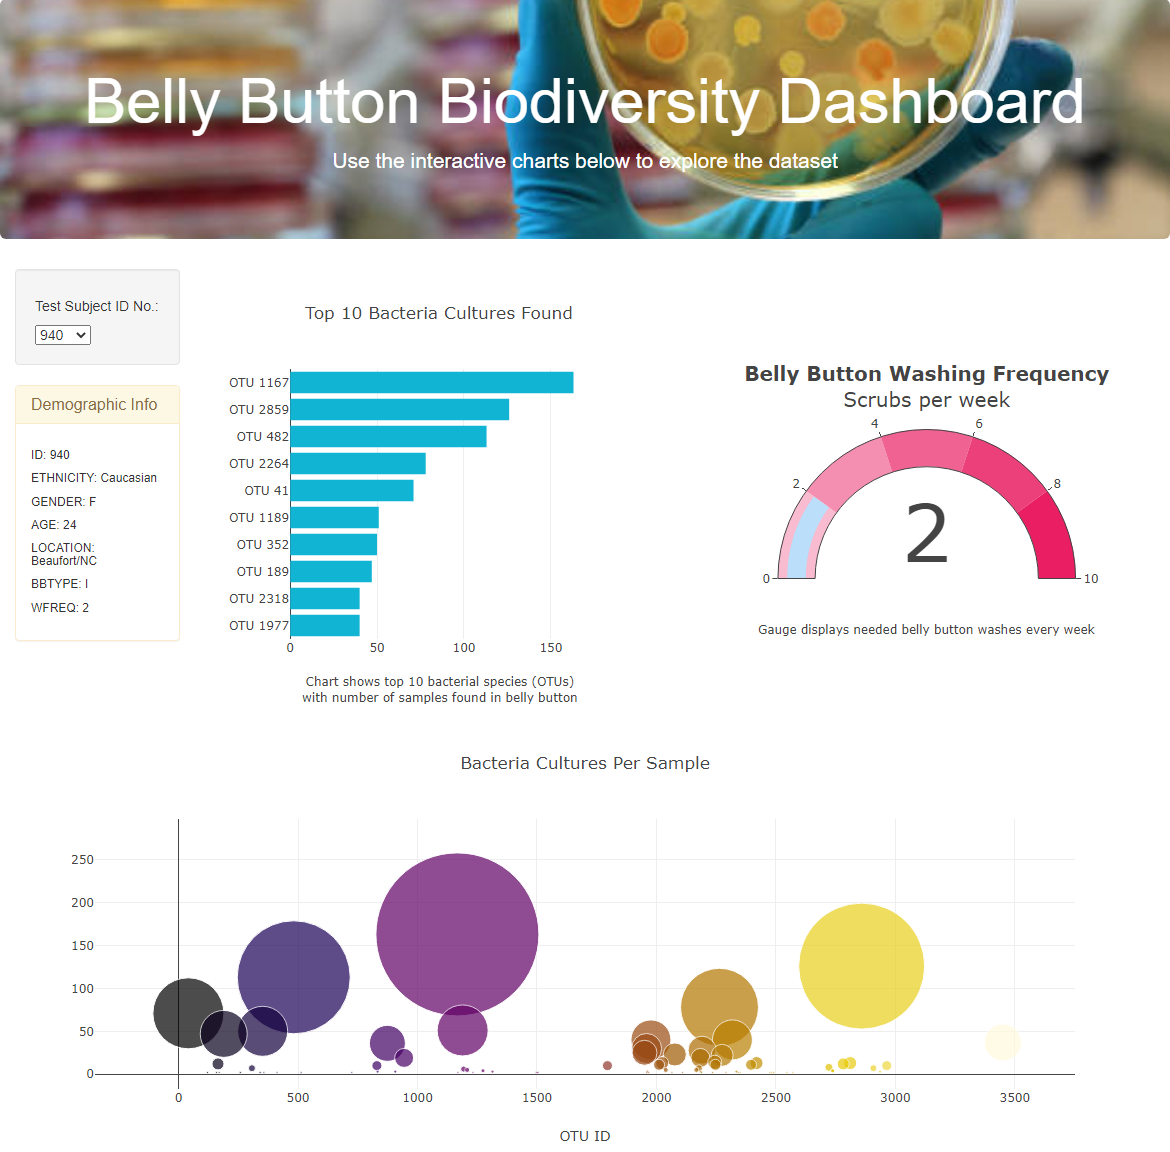 Belly Button Biodiversity Dashboard
Use the interactive charts below to explore the dataset
Test Subject ID No.:
940
Demographic Info
ID: 940
ETHNICITY: Caucasian
GENDER: F
AGE: 24
LOCATION:
Beaufort/NC
BBTYPE: I
WFREQ: 2
Top 10 Bacteria Cultures Found
OTU 1167
OTU 2859
OTU 482
OTU 2264
OTU 41
OTU 1189
OTU 352
OTU 189
OTU 2318
OTU 1977
0 50 100 150
Chart shows top 10 bacterial species (OTUs)
with number of samples found in belly button
Belly Button Washing Frequency
Scrubs per week
0 2 4 6 8 10
2
Gauge displays needed belly button washes every week
Bacteria Cultures Per Sample
250
200
150
100
50
0
0 500 1000 1500 2000 2500 3000 3500
OTU ID